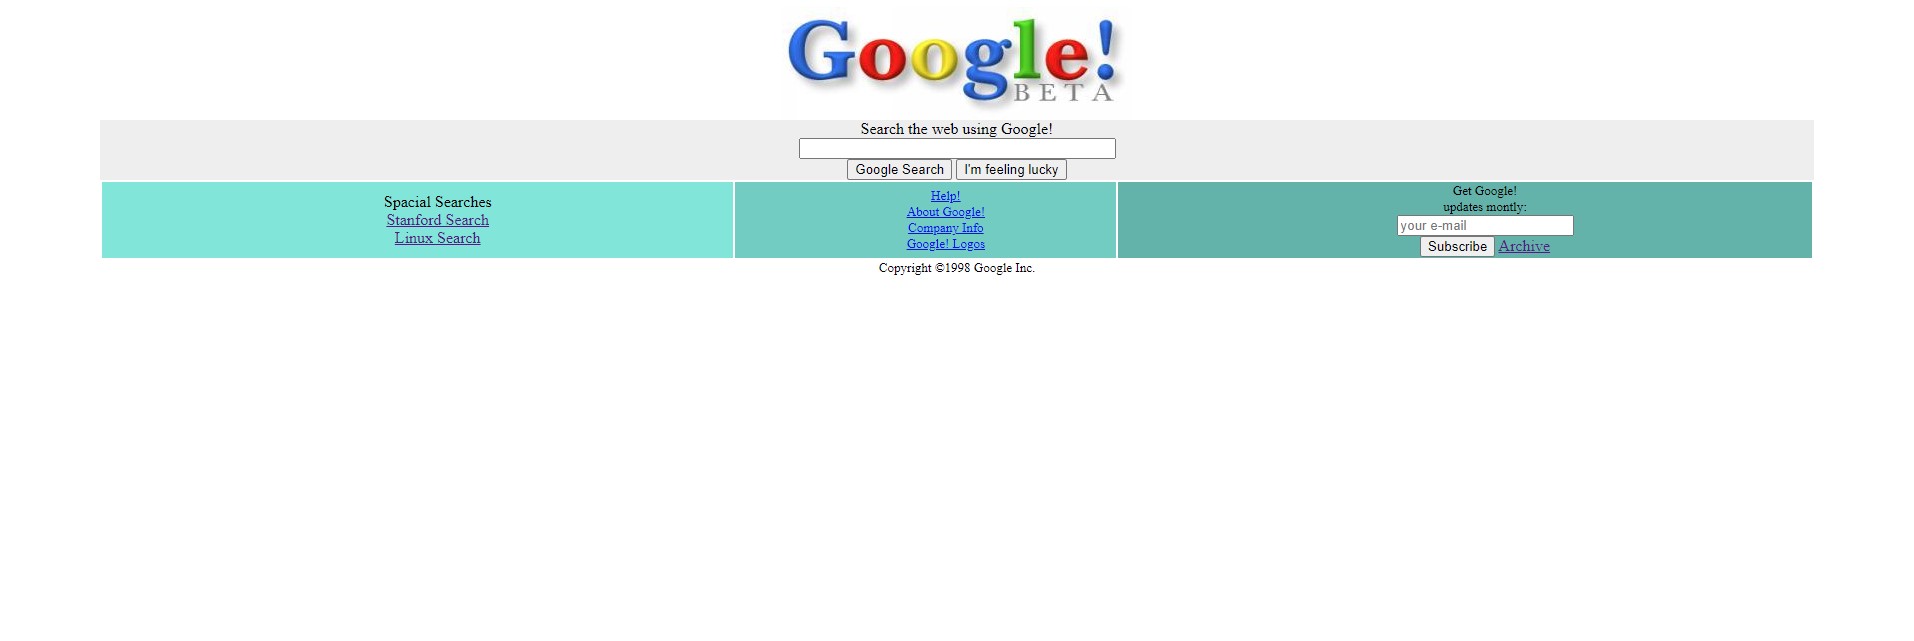 Google!
BETA
Search the web using Google!
Google Search I'm feeling lucky
Spacial Searches
Stanford Search
Linux Search
Help!
About Google!
Company Info
Google! Logos
Get Google!
updates montly:
your e-mail
Subscribe Archive
Copyright ©1998 Google Inc.